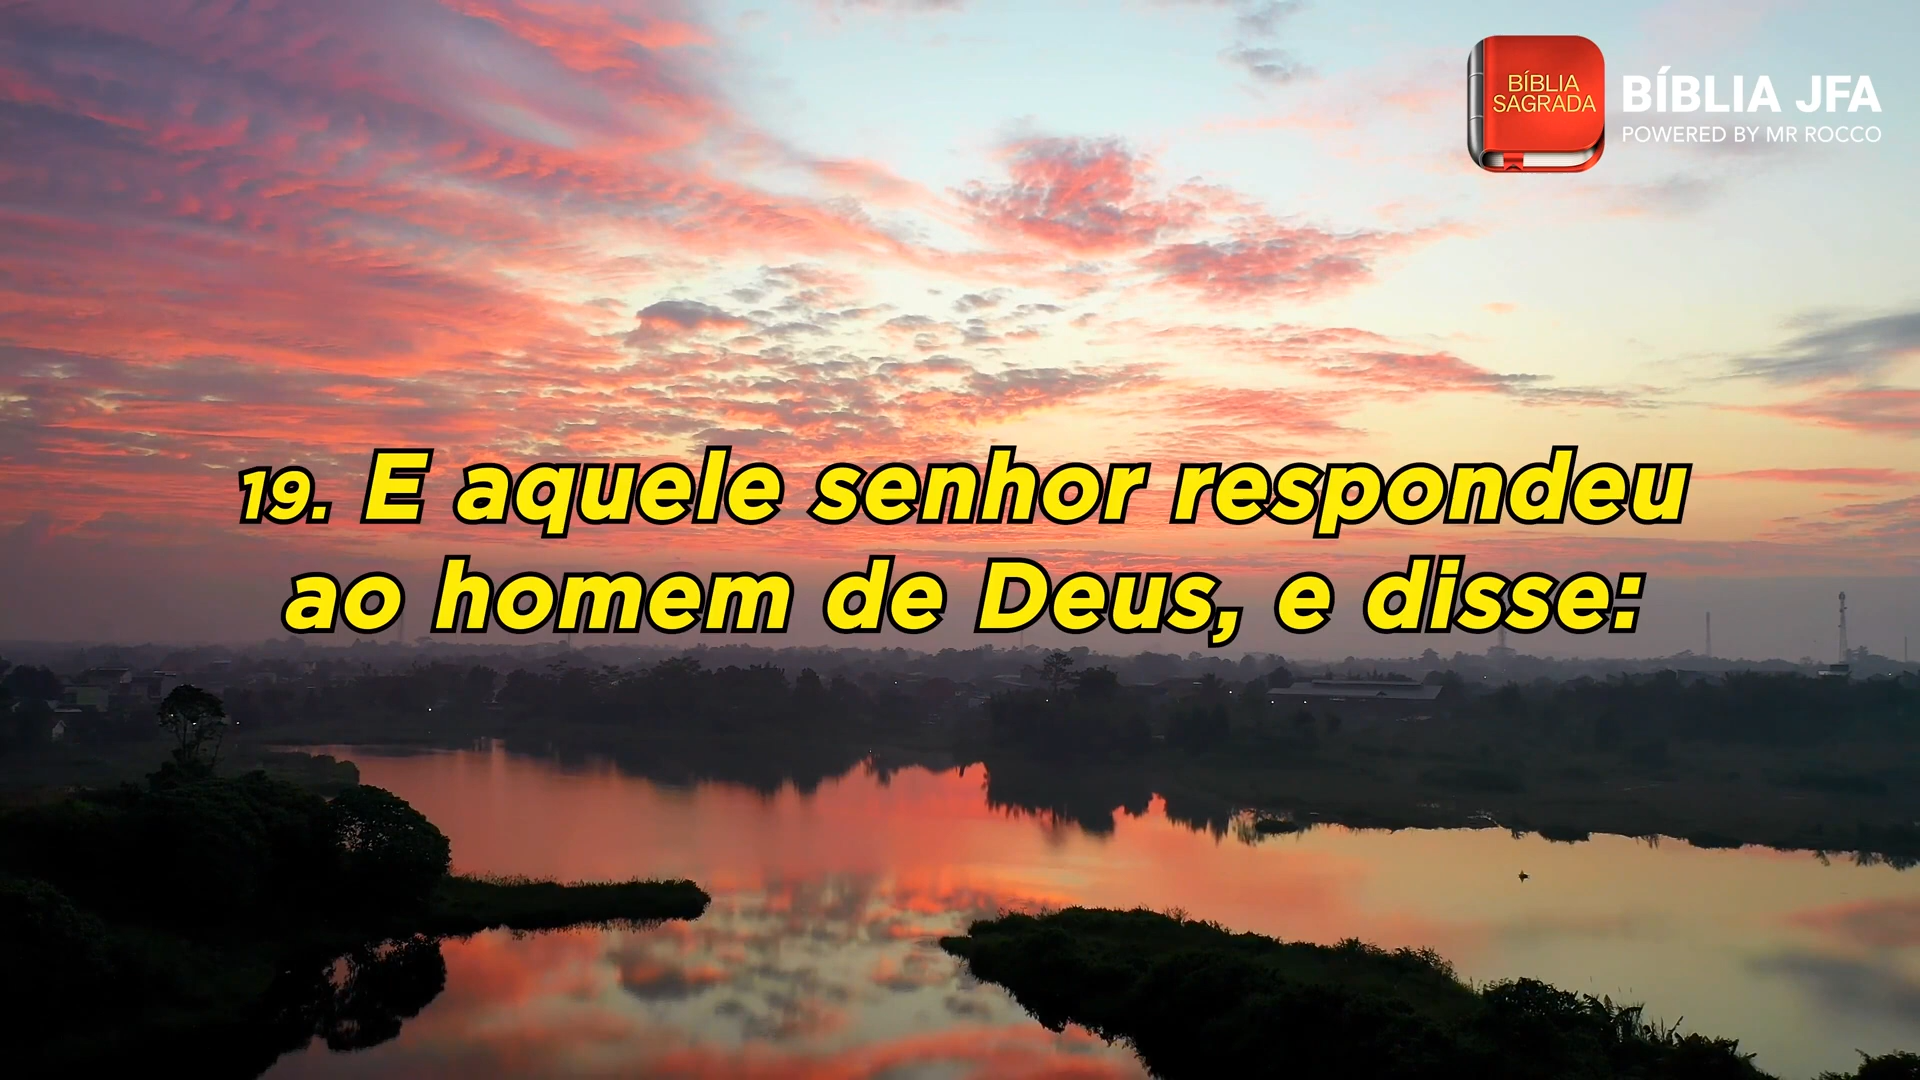 BÍBLIA
SAGRADA
BÍBLIA JFA
POWERED BY MR ROCCO
19. E aquele senhor respondeu
ao homem de Deus, e disse: